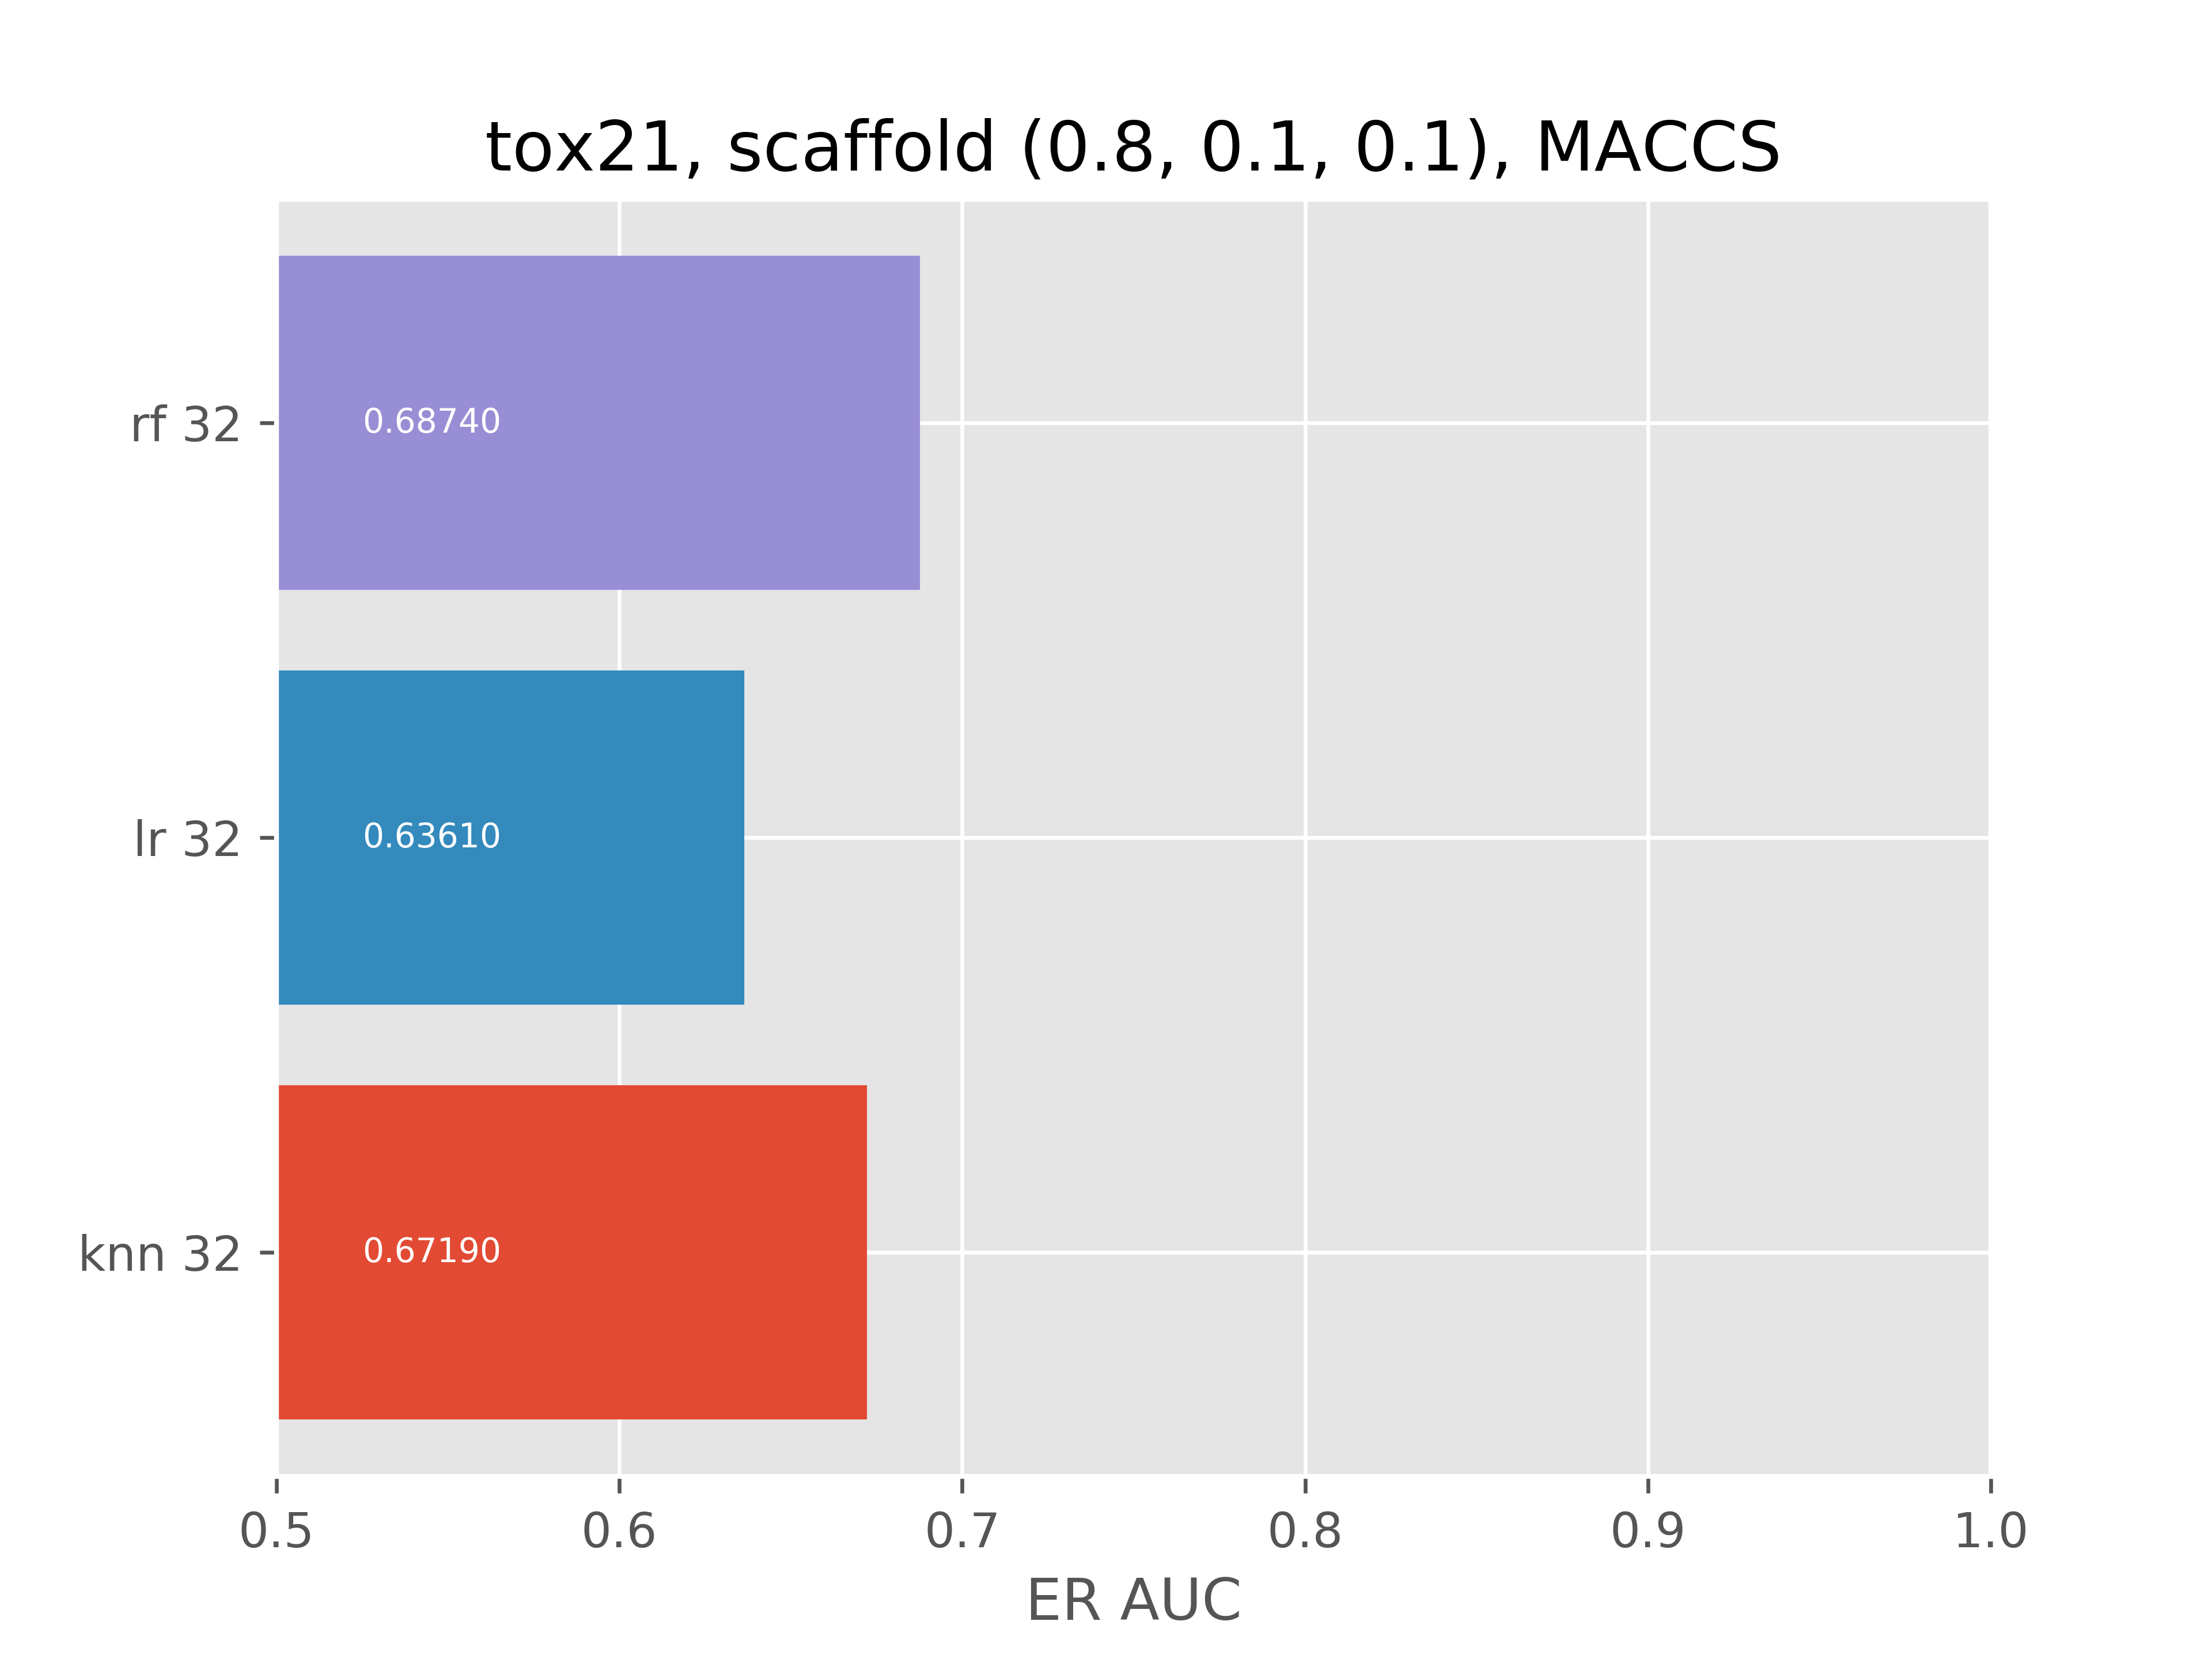 tox21, scaffold (0.8, 0.1, 0.1), MACCS
rf 32
0.68740
lr 32
0.63610
knn 32
0.67190
0.5 0.6 0.7 0.8 0.9 1.0
ER AUC